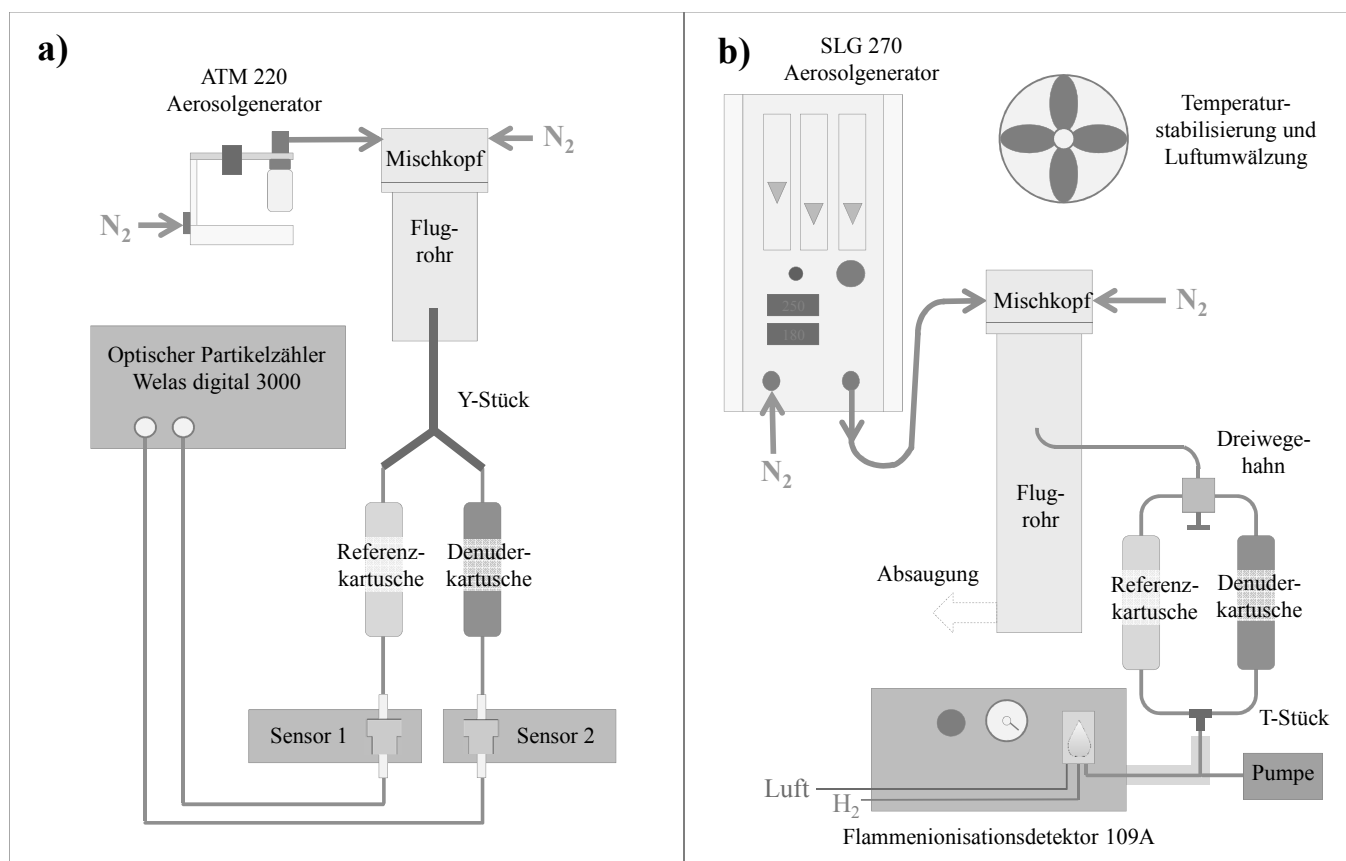 a)
ATM 220
Aerosolgenerator
N2
Mischkopf
N2
Flug-
rohr
Optischer Partikelzähler
Welas digital 3000
Y-Stück
Referenz-
kartusche
Denuder-
kartusche
Sensor 1
Sensor 2
b)
SLG 270
Aerosolgenerator
Temperatur-
stabilisierung und
Luftumwälzung
250
180
N2
Mischkopf
N2
Flug-
rohr
Dreiwege-
hahn
Absaugung
Referenz-
kartusche
Denuder-
kartusche
T-Stück
Pumpe
Luft
H2
Flammenionisationsdetektor 109A